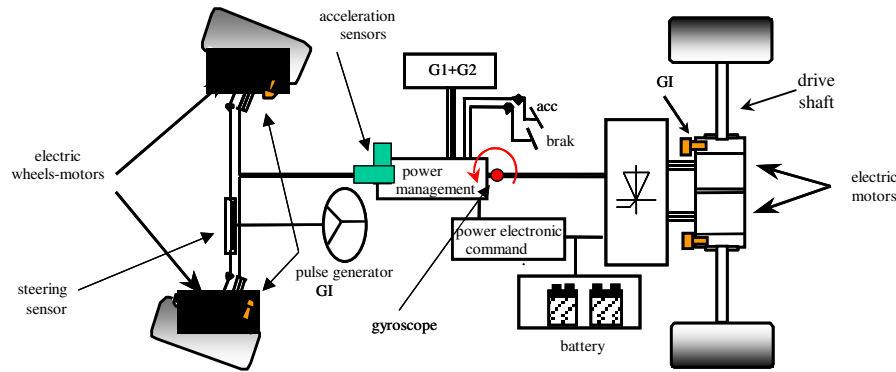 acceleration
sensors
G1+G2
acc
brak
GI
drive
shaft
electric
wheels-motors
power
management
electric
motors
power electronic
command
steering
sensor
pulse generator
GI
gyroscope
battery